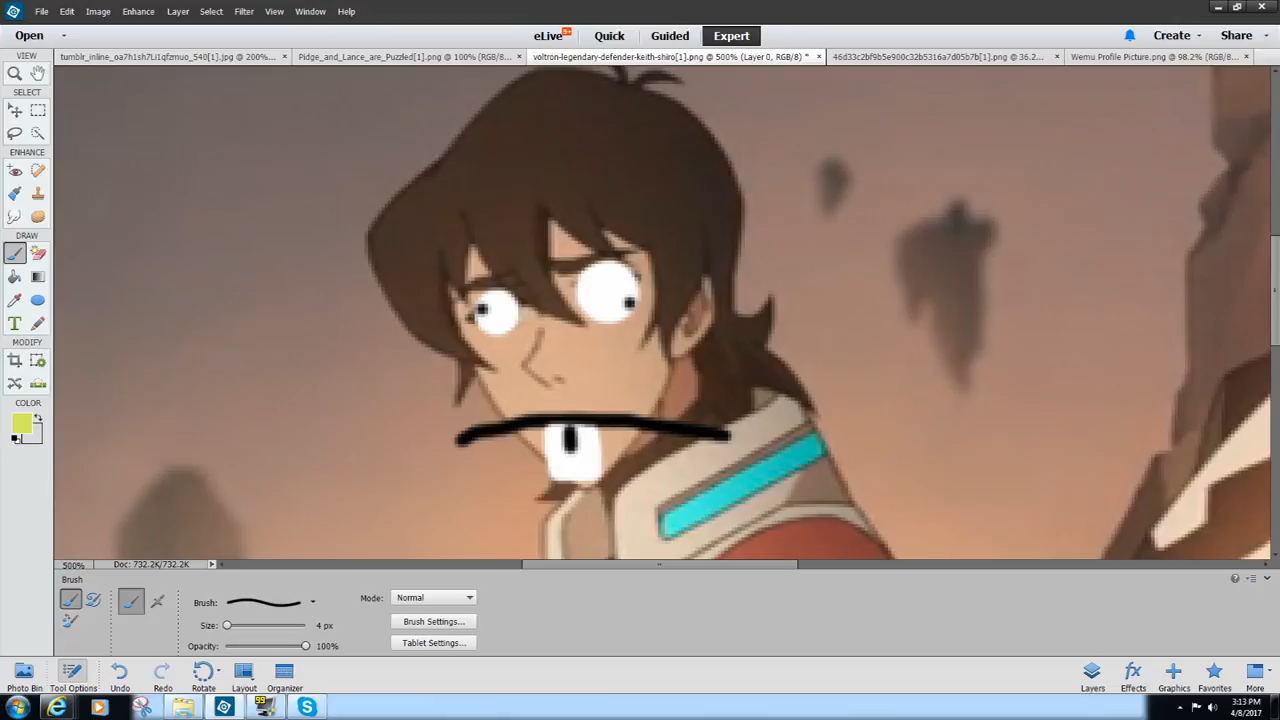 File Edit Image Enhance Layer Select Filter View Window Help
Open eLive Quick Guided Expert Create Share
VIEW tumblr_inline_oa7h1sh7Li1qfzmuo_540[1].jpg @ 200%... Pidge_and_Lance_are_Puzzled[1].png @ 100% (RGB/8... voltron-legendary-defender-keith-shiro[1].png @ 500% (Layer 0, RGB/8) * 46d33c2bf9b5e900c32b5316a7d05b7b[1].png @ 36.2... Wemu Profile Picture.png @ 98.2% (RGB/8...
SELECT
ENHANCE
DRAW
MODIFY
COLOR
500% Doc: 732.2K/732.2K
Brush
Brush: Mode: Normal
Size: 4 px Brush Settings...
Opacity: 100% Tablet Settings...
Photo Bin Tool Options Undo Redo Rotate Layout Organizer Layers Effects Graphics Favorites More
99
3:13 PM
4/8/2017